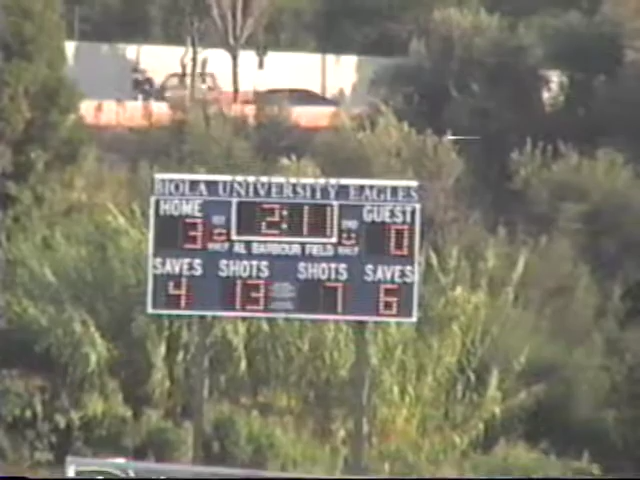 BIOLA UNIVERSITY EAGLES
HOME 2:11 GUEST
3 0
AL BARBOUR FIELD
SAVES SHOTS SHOTS SAVES
4 13 7 6